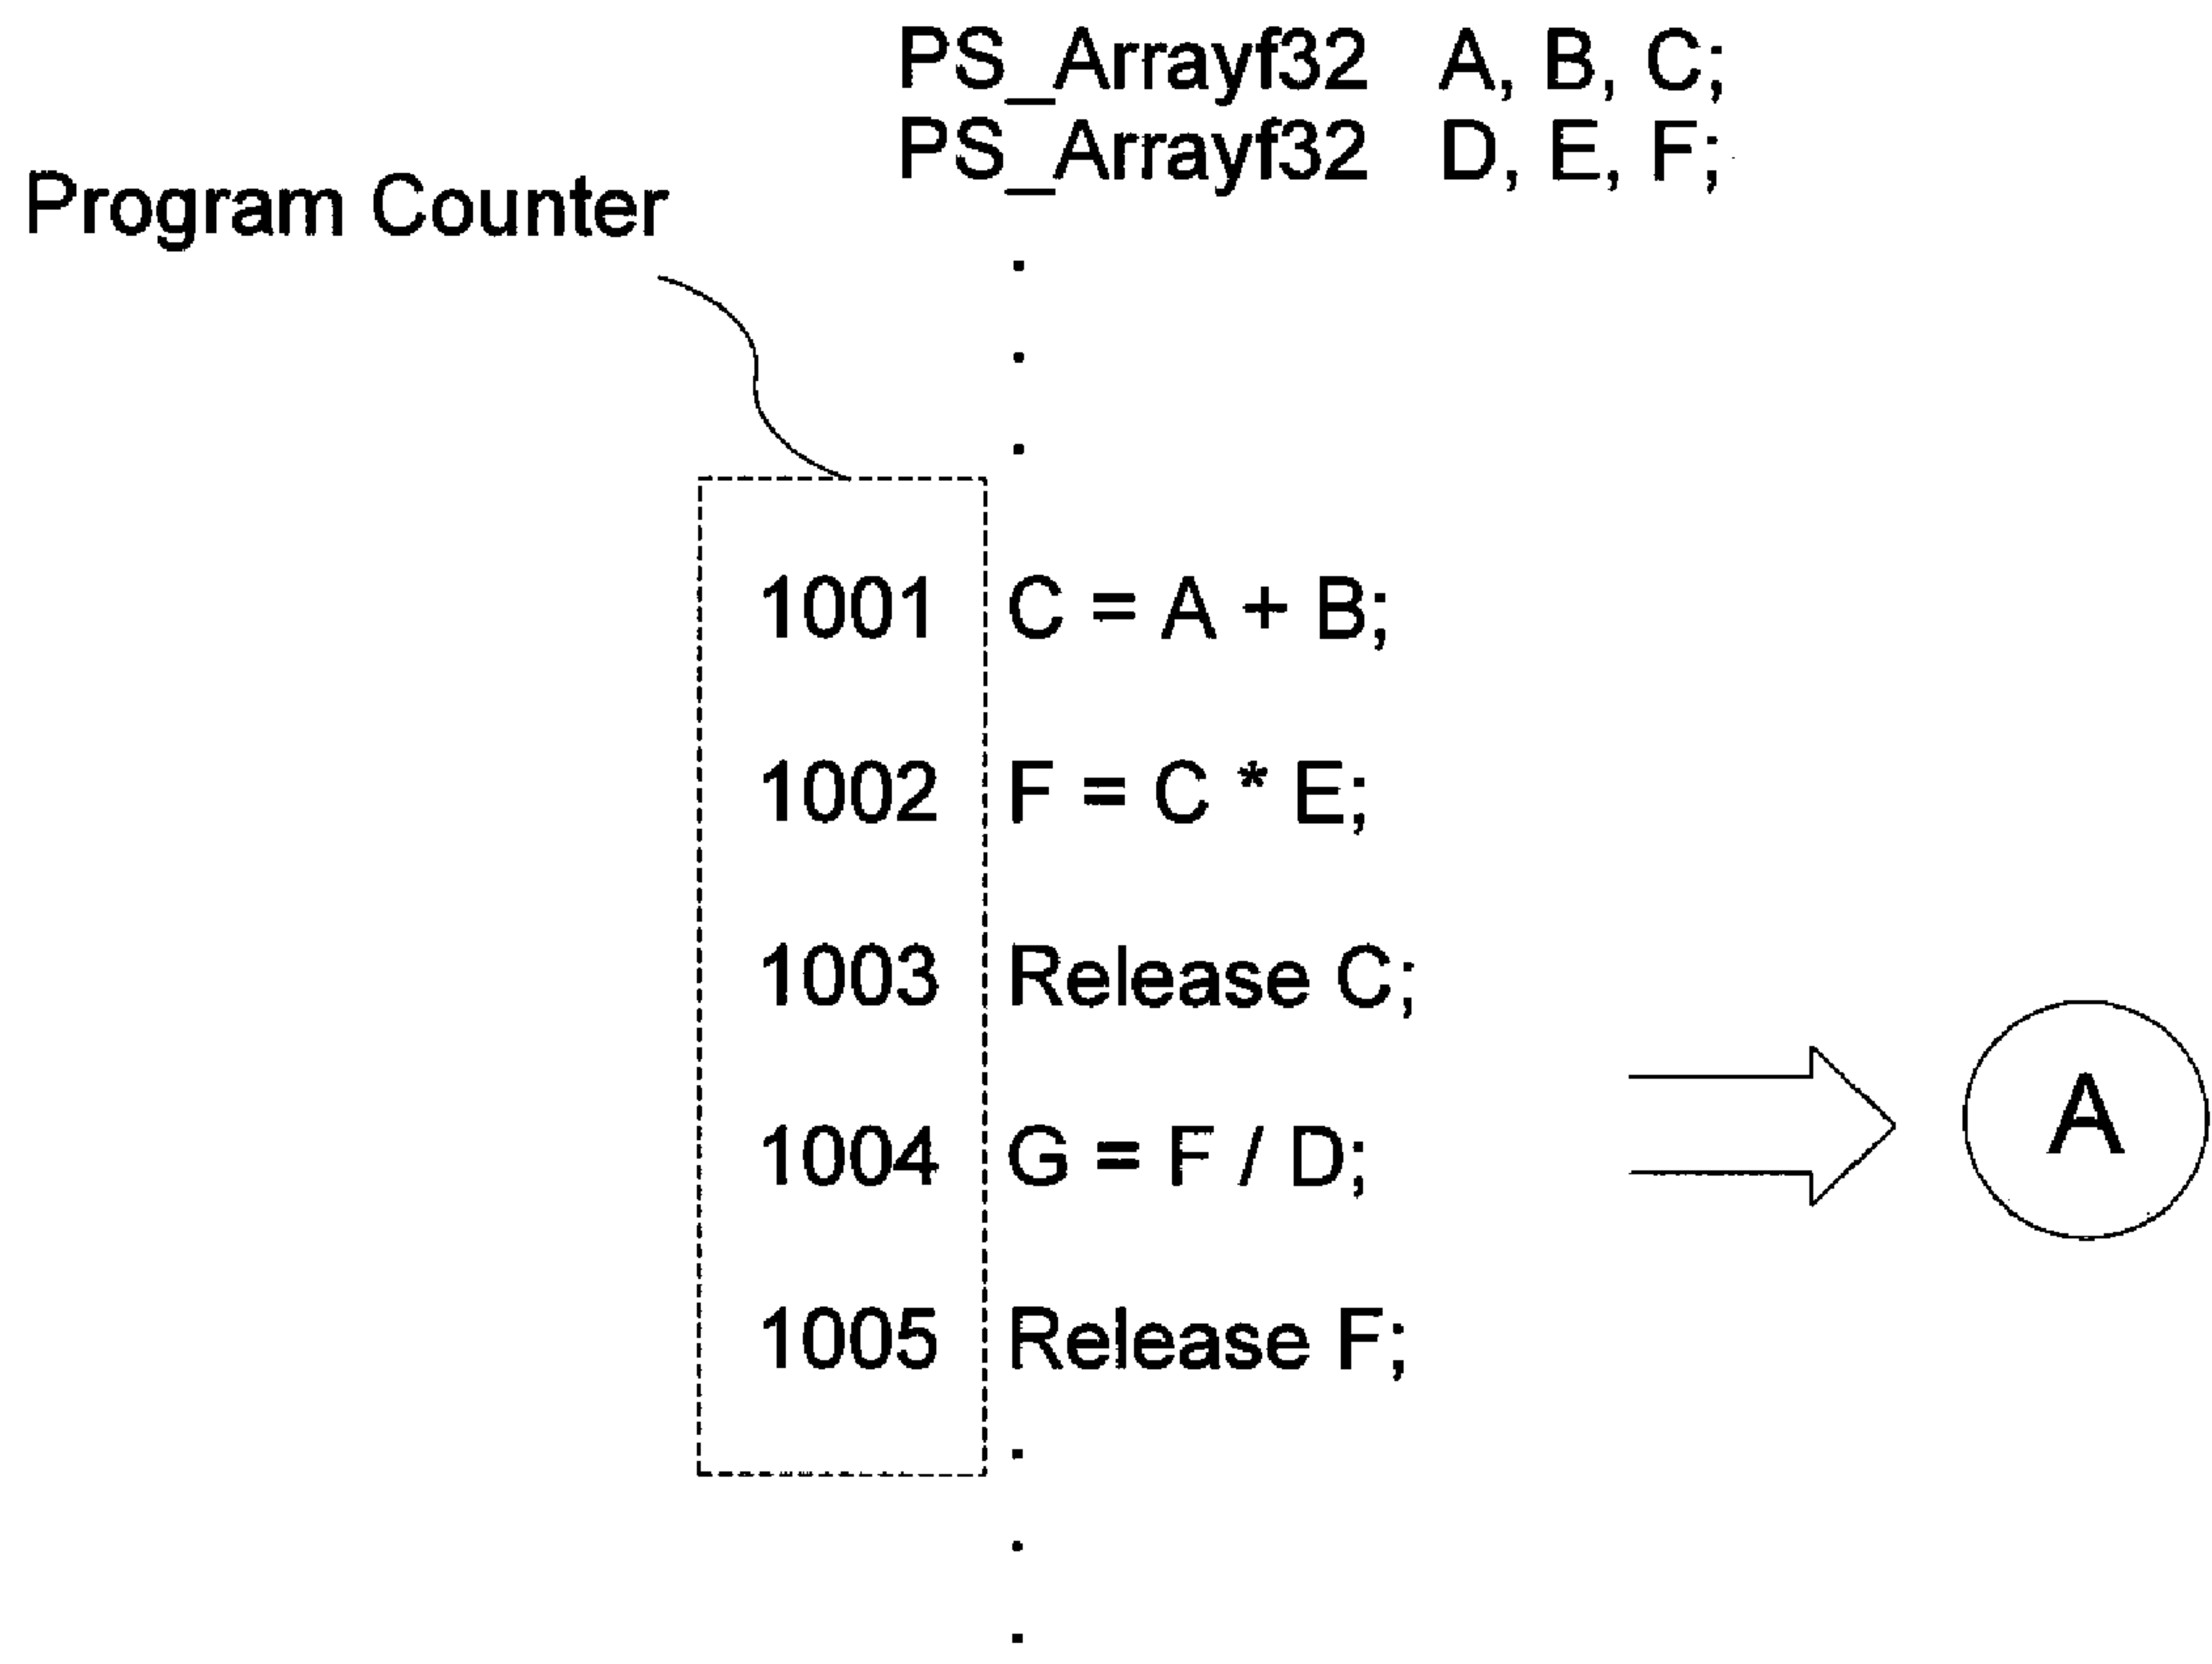 PS_Arrayf32 A, B, C;
PS_Arrayf32 D, E, F;
Program Counter
.
.
.
1001 C = A + B;
1002 F = C * E;
1003 Release C;
1004 G = F / D;
A
1005 Release F;
.
.
.